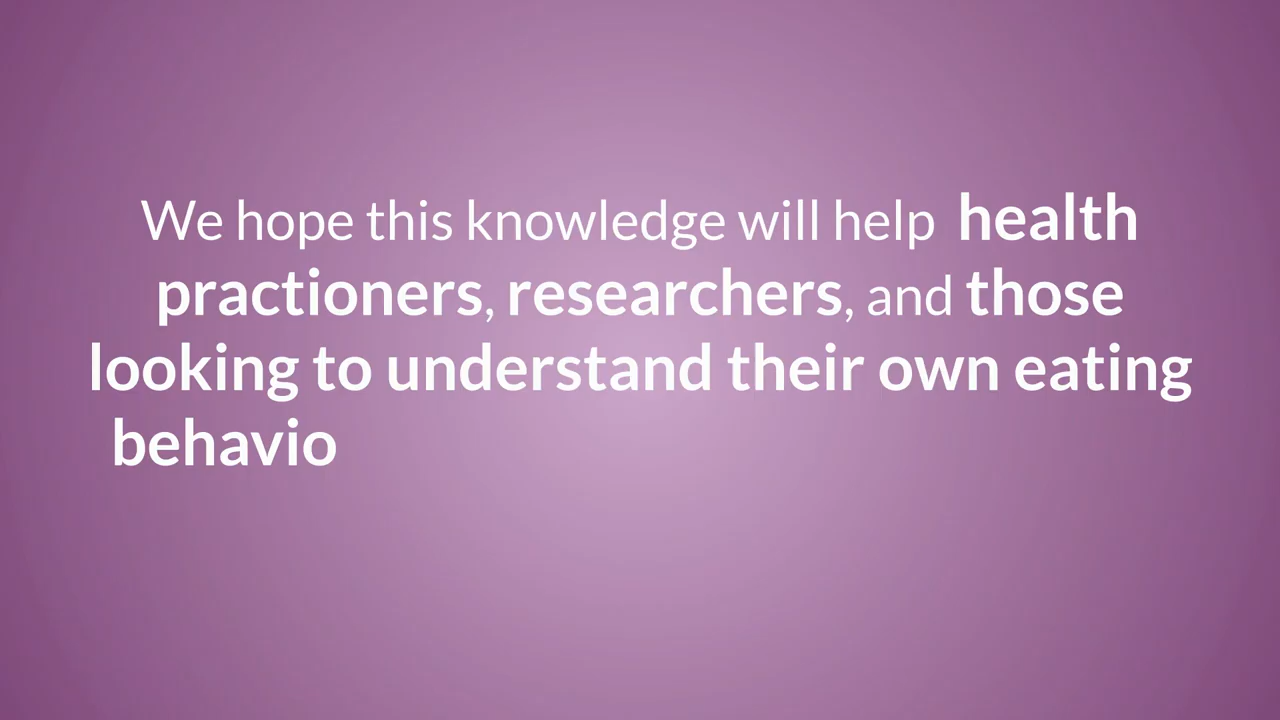 We hope this knowledge will help health
practioners, researchers, and those
looking to understand their own eating
behavio